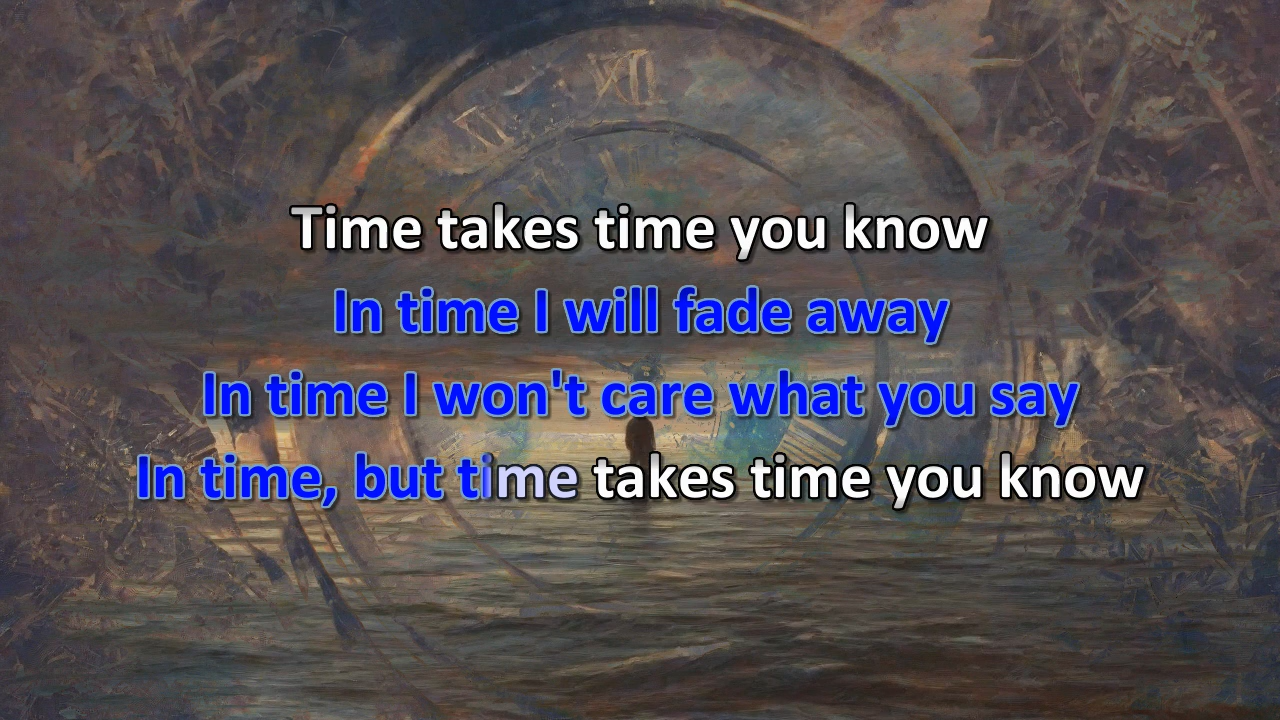 XII
Time takes time you know
In time I will fade away
In time I won't care what you say
In time, but time takes time you know